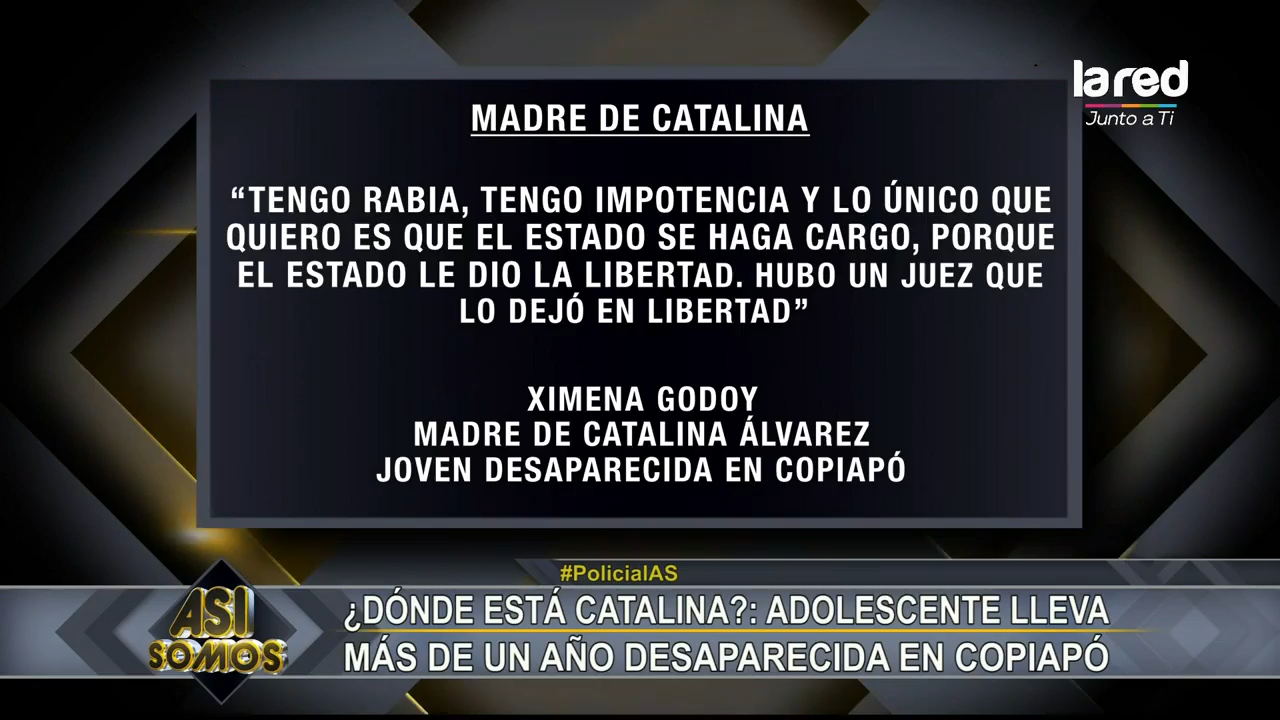 lared
Junto a Ti
MADRE DE CATALINA
“TENGO RABIA, TENGO IMPOTENCIA Y LO ÚNICO QUE
QUIERO ES QUE EL ESTADO SE HAGA CARGO, PORQUE
EL ESTADO LE DIO LA LIBERTAD. HUBO UN JUEZ QUE
LO DEJÓ EN LIBERTAD”
XIMENA GODOY
MADRE DE CATALINA ÁLVAREZ
JOVEN DESAPARECIDA EN COPIAPÓ
#PolicialAS
ASI
SOMOS
¿DÓNDE ESTÁ CATALINA?: ADOLESCENTE LLEVA
MÁS DE UN AÑO DESAPARECIDA EN COPIAPÓ